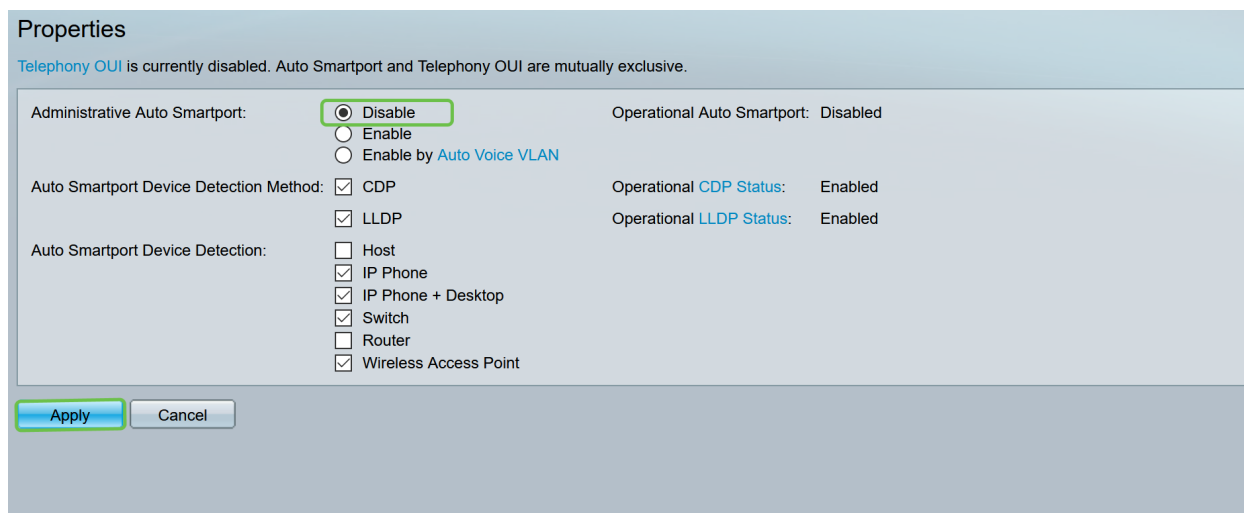 Properties
Telephony OUI is currently disabled. Auto Smartport and Telephony OUI are mutually exclusive.
Administrative Auto Smartport: Disable Operational Auto Smartport: Disabled
Enable
Enable by Auto Voice VLAN
Auto Smartport Device Detection Method: CDP Operational CDP Status: Enabled
LLDP Operational LLDP Status: Enabled
Auto Smartport Device Detection: Host
IP Phone
IP Phone + Desktop
Switch
Router
Wireless Access Point
Apply Cancel